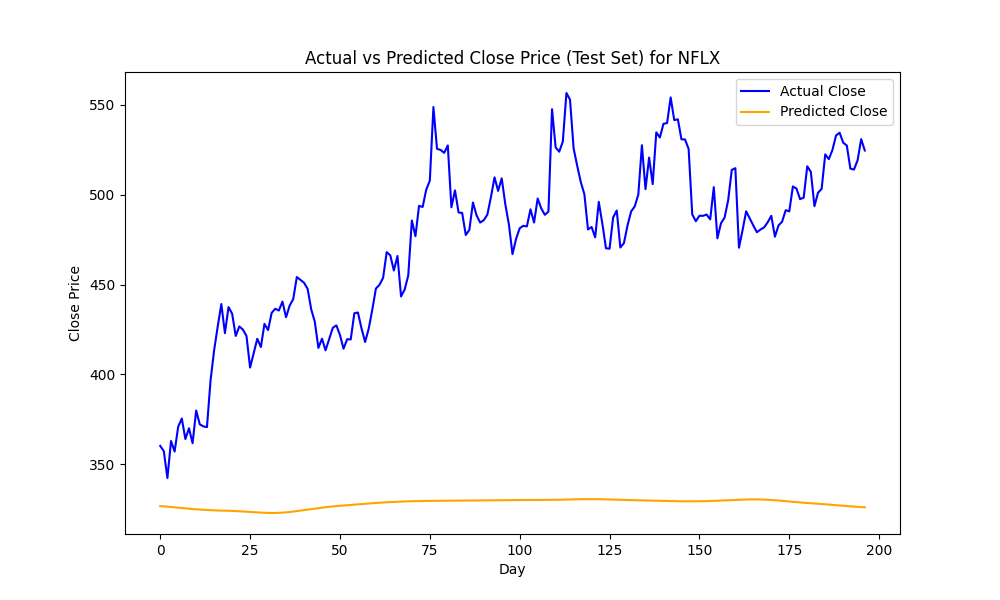 Actual vs Predicted Close Price (Test Set) for NFLX
Actual Close
Predicted Close
Close Price
550
500
450
400
350
0 25 50 75 100 125 150 175 200
Day